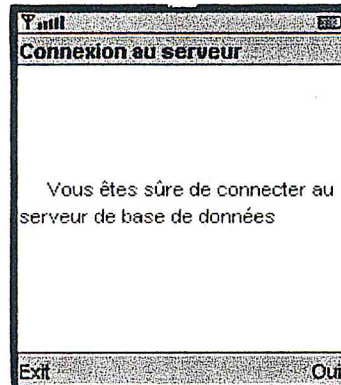 Connexion au serveur
Vous êtes sûre de connecter au
serveur de base de données
Exit
Oui